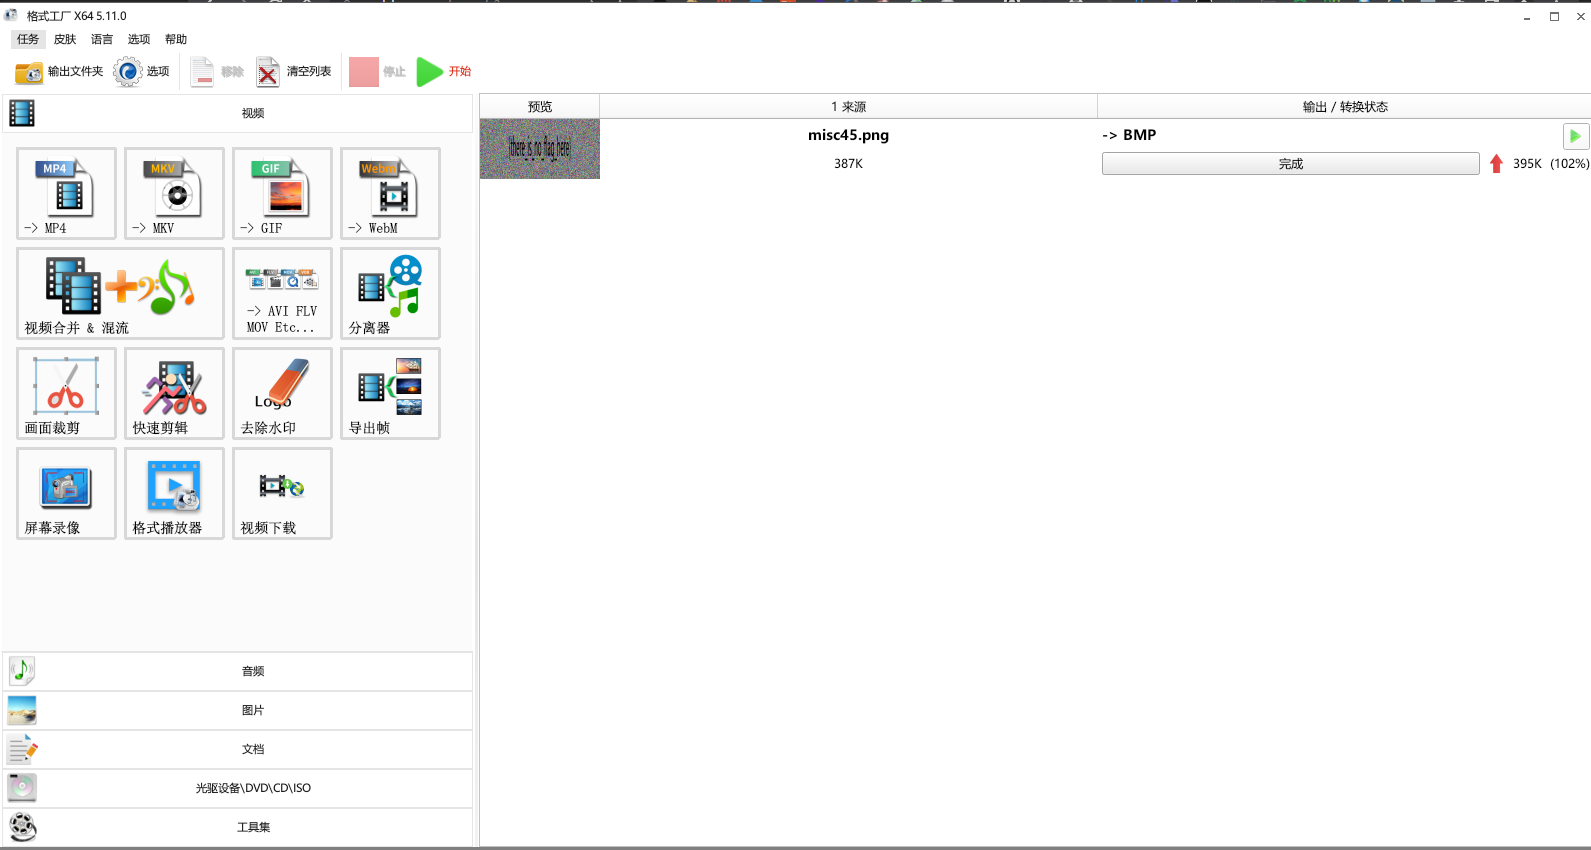 格式工厂 X64 5.11.0
任务 皮肤 语言 选项 帮助
输出文件夹 选项 移除 清空列表 停止 开始
视频
MP4
-> MP4
MKV
-> MKV
GIF
-> GIF
WebM
-> WebM
视频合并 & 混流
-> AVI FLV
MOV Etc...
分离器
画面裁剪
快速剪辑
Logo
去除水印
导出帧
屏幕录像
格式播放器
视频下载
音频
图片
文档
光驱设备\DVD\CD\ISO
工具集
预览 1 来源 输出 / 转换状态
there is no flag here
misc45.png
387K
-> BMP
完成 395K (102%)